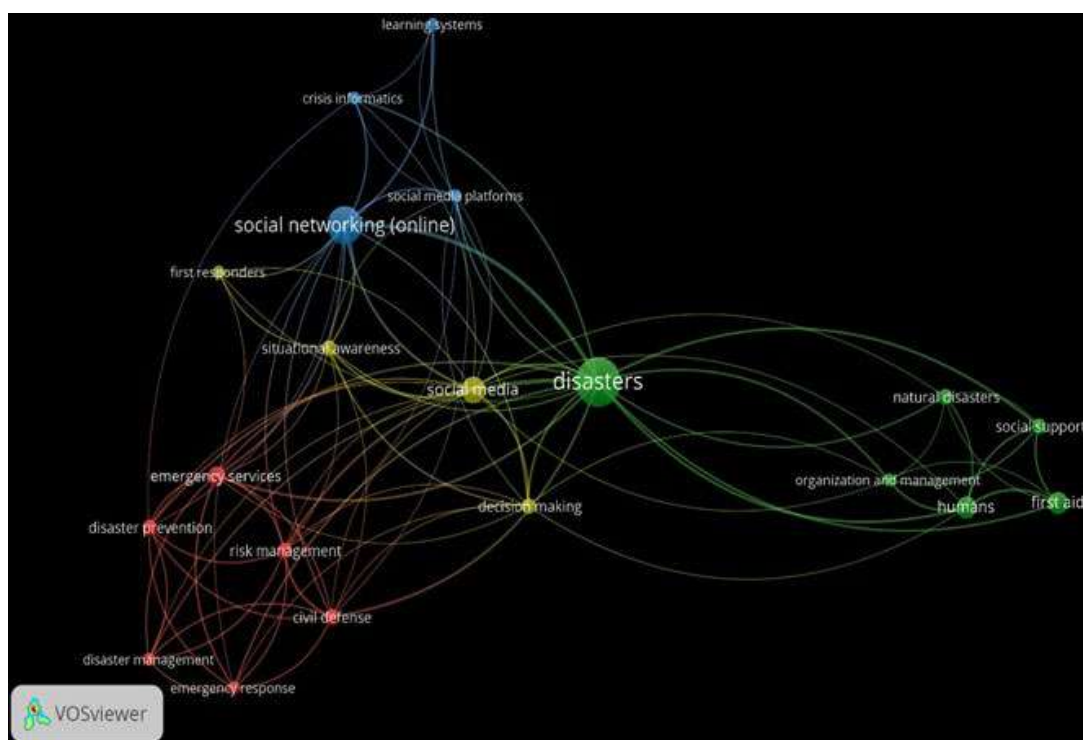 learning systems
crisis informatics
social media platforms
social networking (online)
first responders
situational awareness
disasters
social media
natural disasters
social support
emergency services
organization and management
first aid
humans
decision making
disaster prevention
risk management
civil defense
disaster management
emergency response
VOSviewer